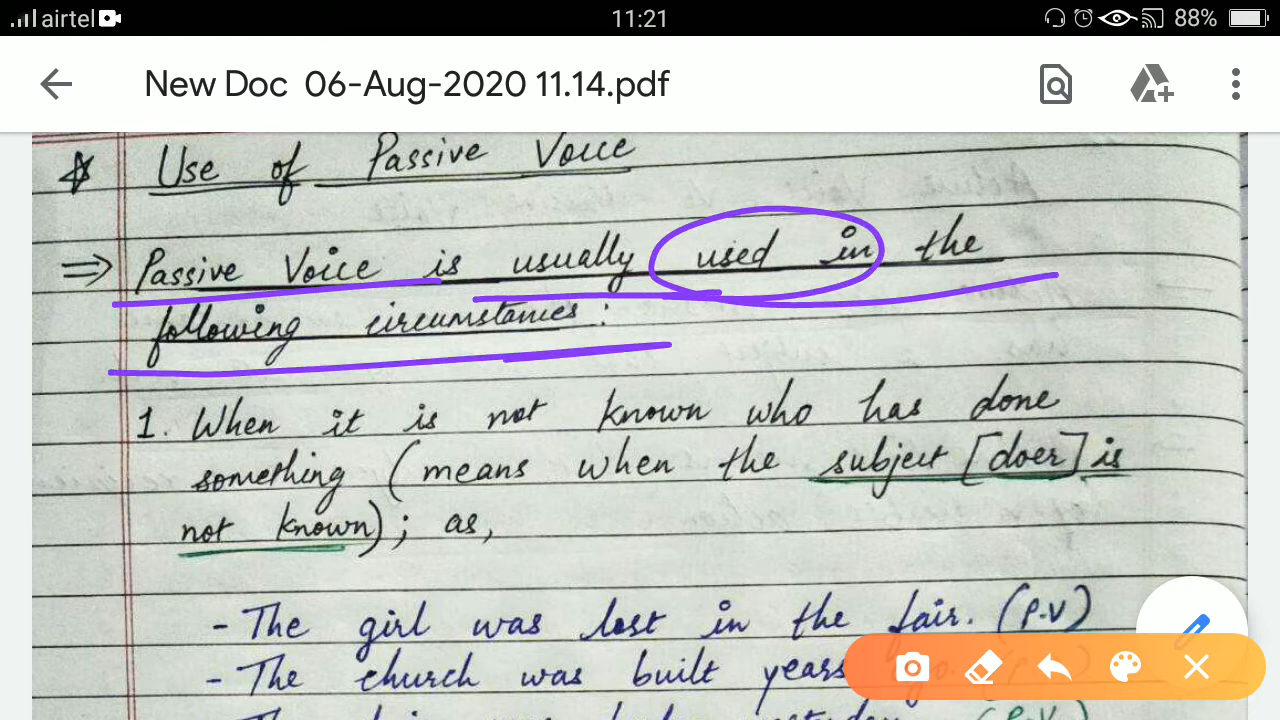 airtel 11:21 88%
New Doc 06-Aug-2020 11.14.pdf
Use of Passive Voice
⇒ Passive Voice is usually used in the
following circumstances :
1. When it is not known who has done
something (means when the subject [doer] is
not known); as,
- The girl was lost in the fair. (P.V)
- The church was built years